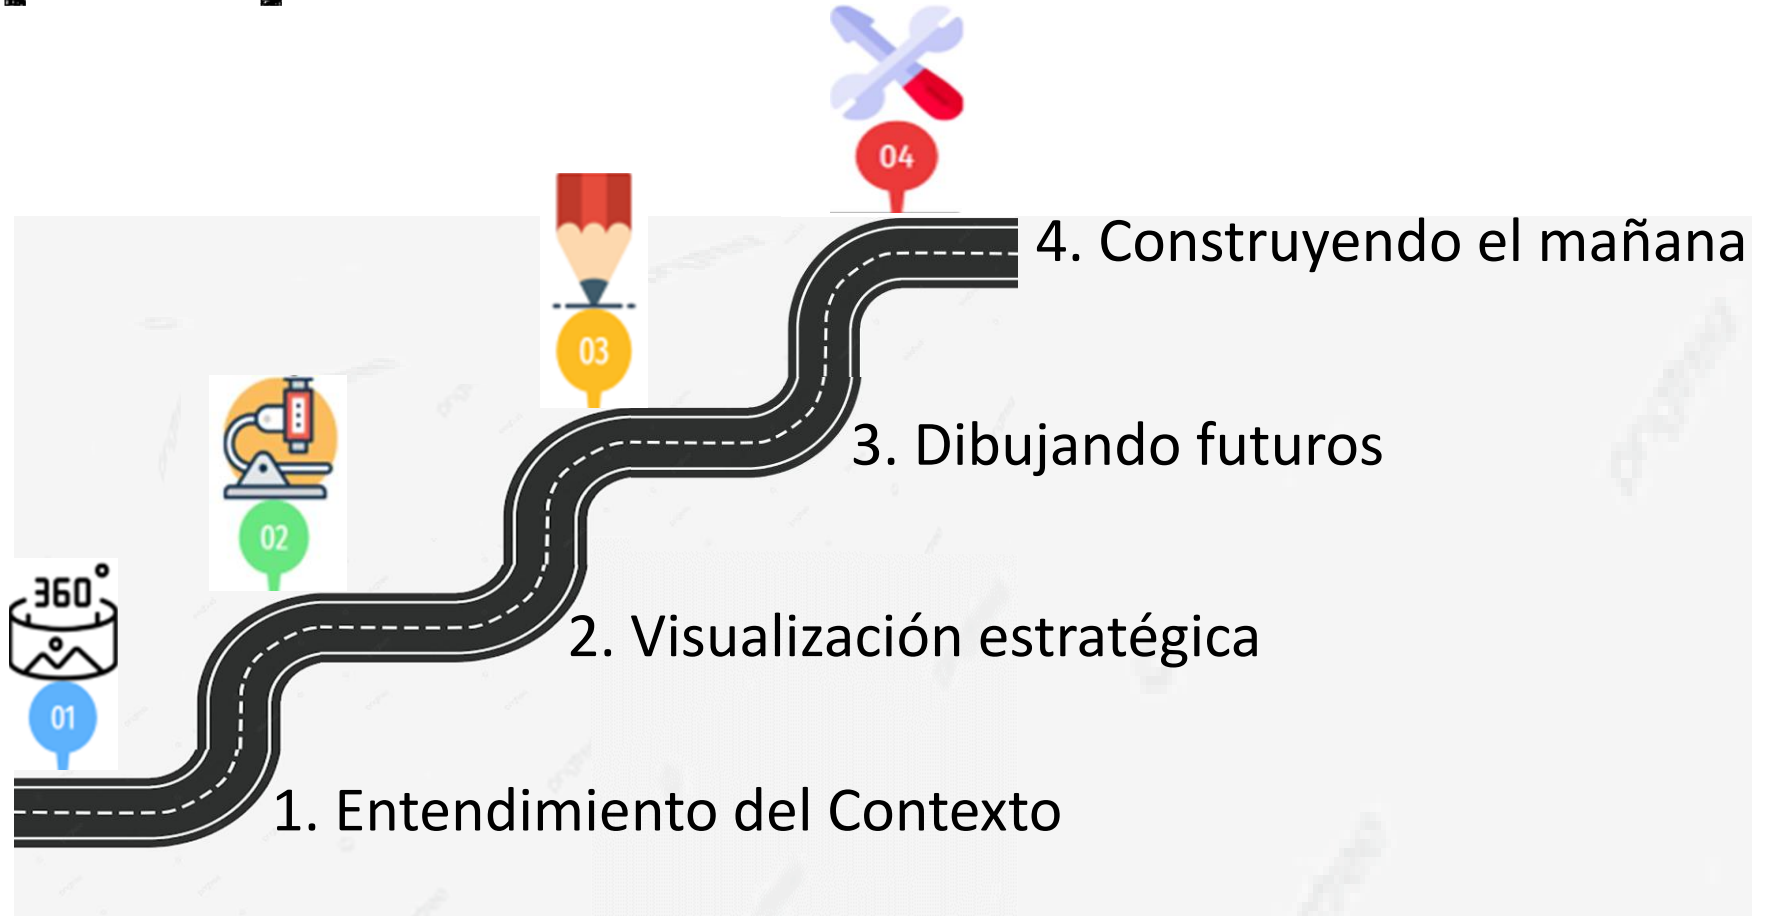 04
4. Construyendo el mañana
03
3. Dibujando futuros
02
2. Visualización estratégica
360°
01
1. Entendimiento del Contexto